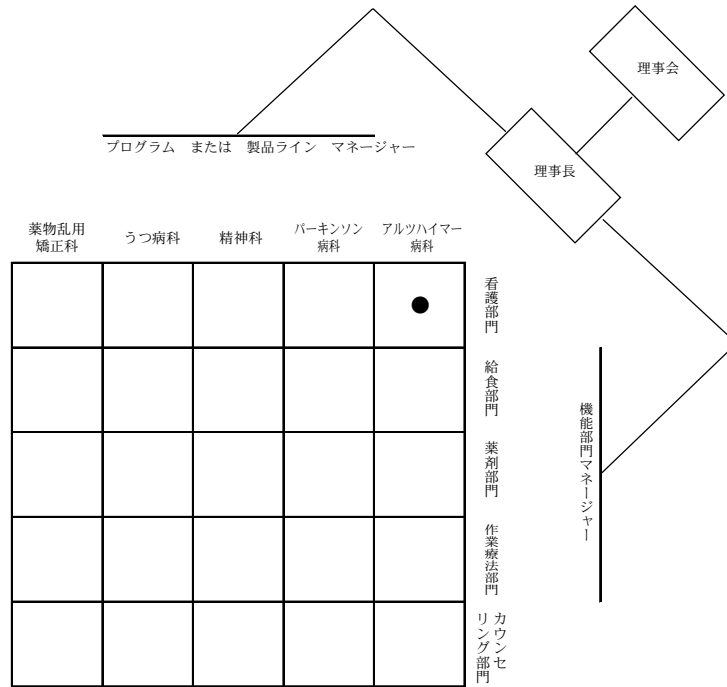 理事会
理事長
プログラム または 製品ライン マネージャー
薬物乱用
矯正科
うつ病科
精神科
パーキンソン
病科
アルツハイマー
病科
看護部門
給食部門
薬剤部門
作業療法部門
カウンセ
リング部門
機能部門マネージャー